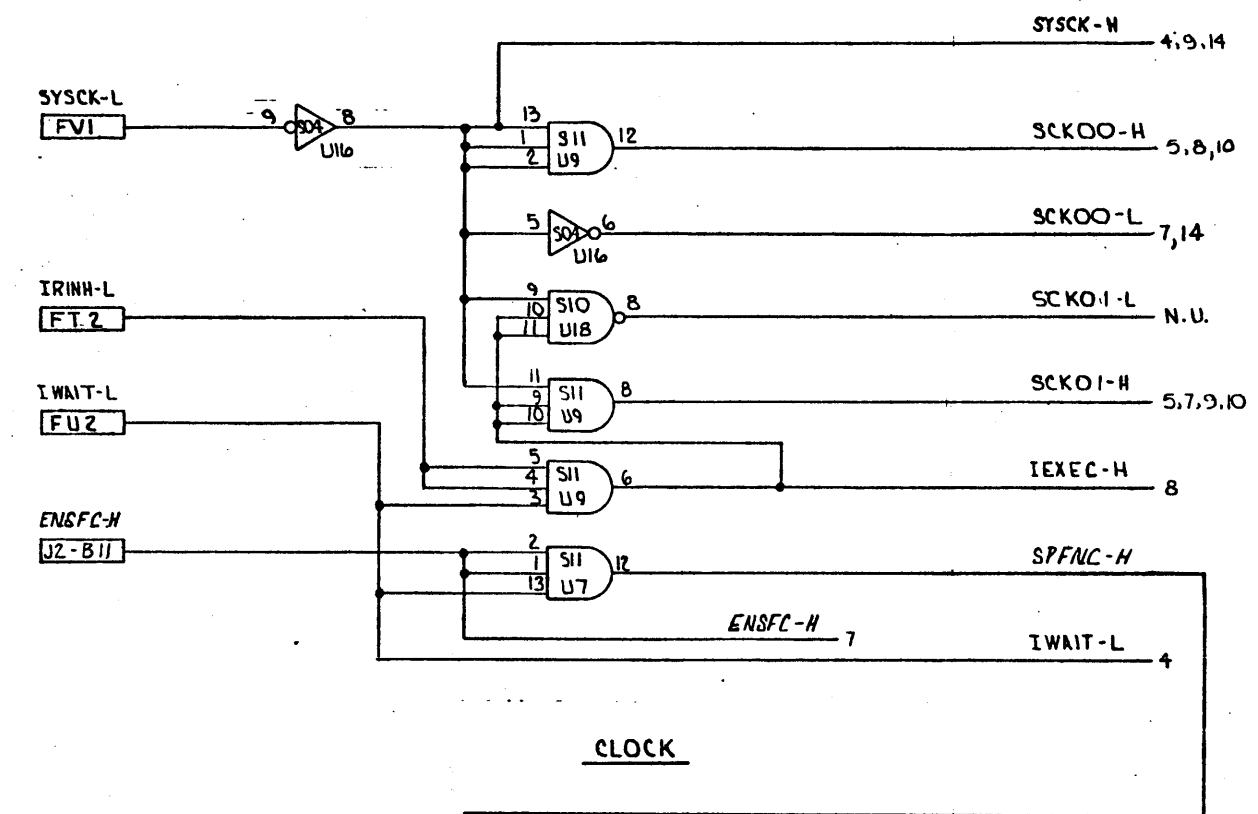 SYSCK-H
4,9,14
SYSCK-L
FV1
9
S04
8
U16
13
1
2
S11
U9
12
SCK00-H
5,8,10
5
S04
6
U16
SCK00-L
7,14
IRINH-L
FT2
9
10
11
S10
U18
8
SCK01-L
N.U.
IWAIT-L
FU2
11
9
10
S11
U9
8
SCK01-H
5,7,9,10
5
4
3
S11
U9
6
IEXEC-H
8
ENSFC-H
J2-B11
2
1
13
S11
U7
12
SPFNC-H
ENSFC-H
7
IWAIT-L
4
CLOCK